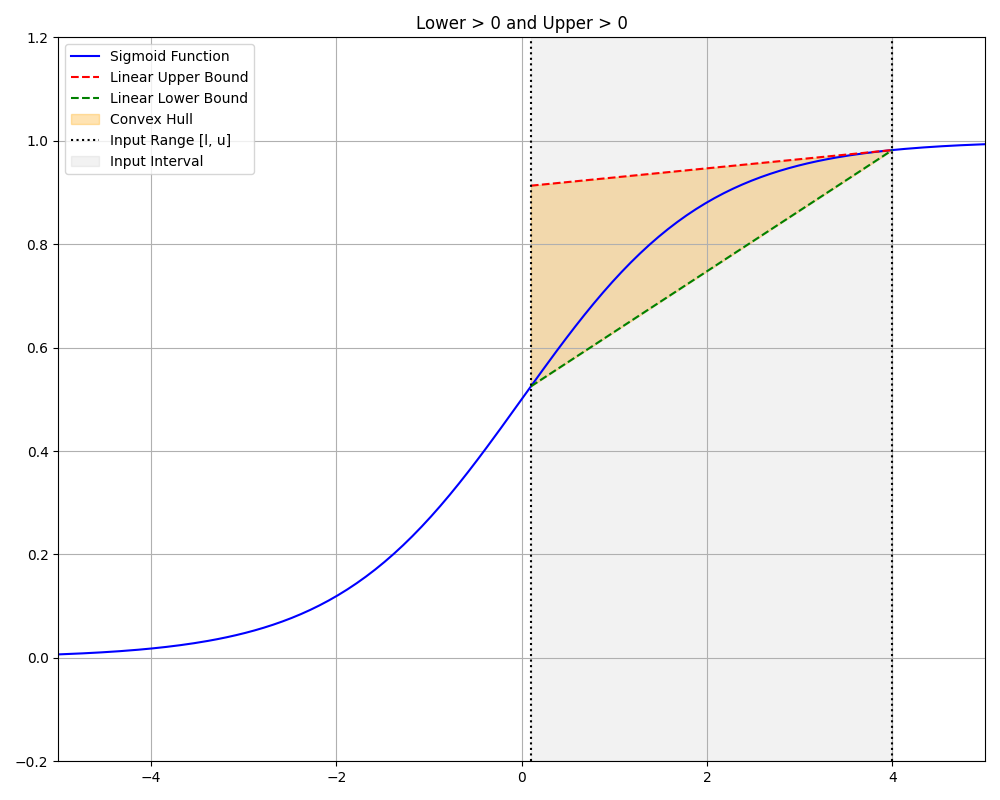 Lower > 0 and Upper > 0
1.2
1.0
0.8
0.6
0.4
0.2
0.0
−0.2
Sigmoid Function
Linear Upper Bound
Linear Lower Bound
Convex Hull
Input Range [l, u]
Input Interval
−4
−2
0
2
4